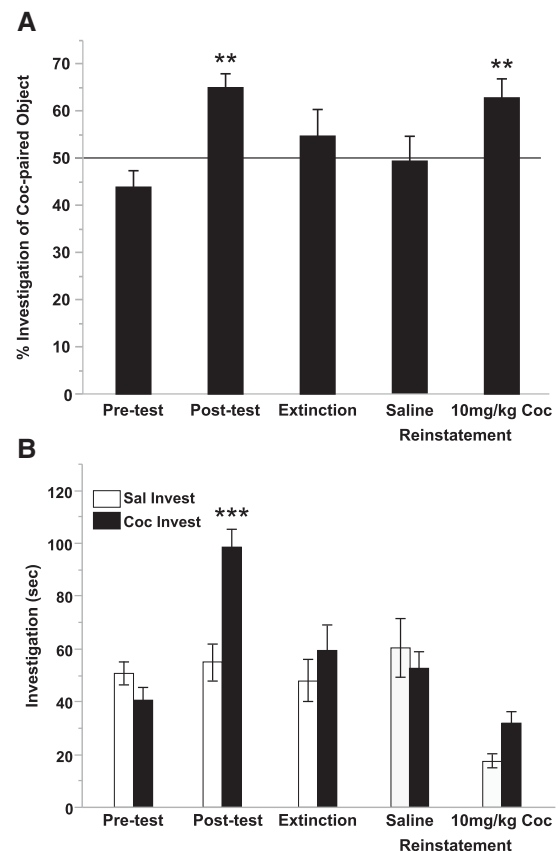 A
% Investigation of Coc-paired Object
70
60
50
40
30
20
10
0
**
**
Pre-test Post-test Extinction Saline 10mg/kg Coc
Reinstatement
B
Investigation (sec)
120
100
80
60
40
20
0
Sal Invest
Coc Invest
***
Pre-test Post-test Extinction Saline 10mg/kg Coc
Reinstatement